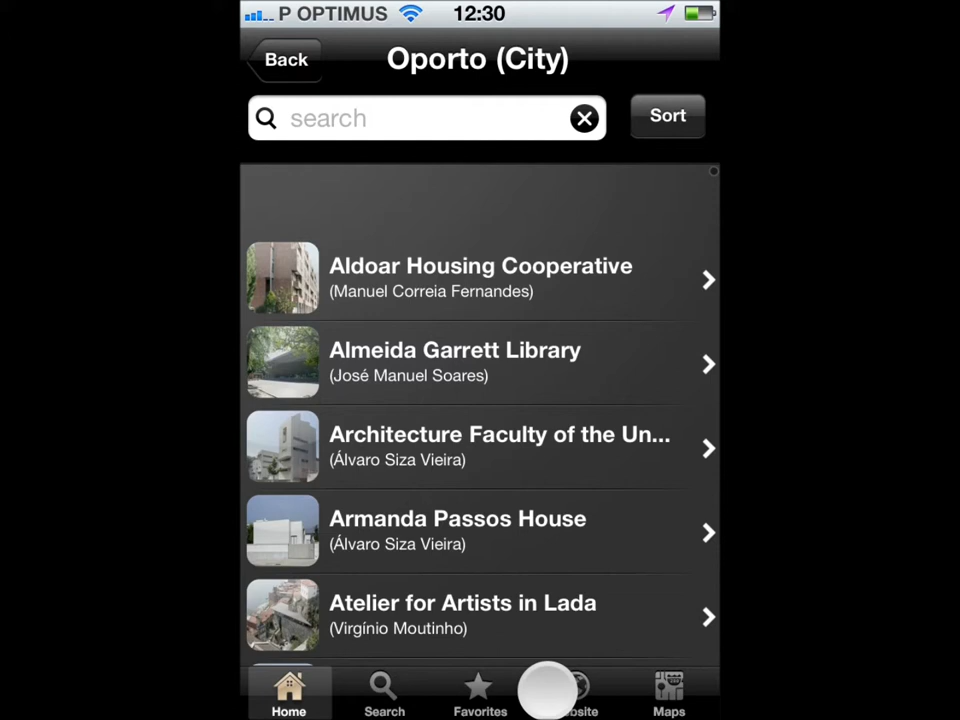 P OPTIMUS 12:30
Back Oporto (City)
search Sort
Aldoar Housing Cooperative
(Manuel Correia Fernandes)
Almeida Garrett Library
(José Manuel Soares)
Architecture Faculty of the Un...
(Álvaro Siza Vieira)
Armanda Passos House
(Álvaro Siza Vieira)
Atelier for Artists in Lada
(Virgínio Moutinho)
Home Search Favorites Maps